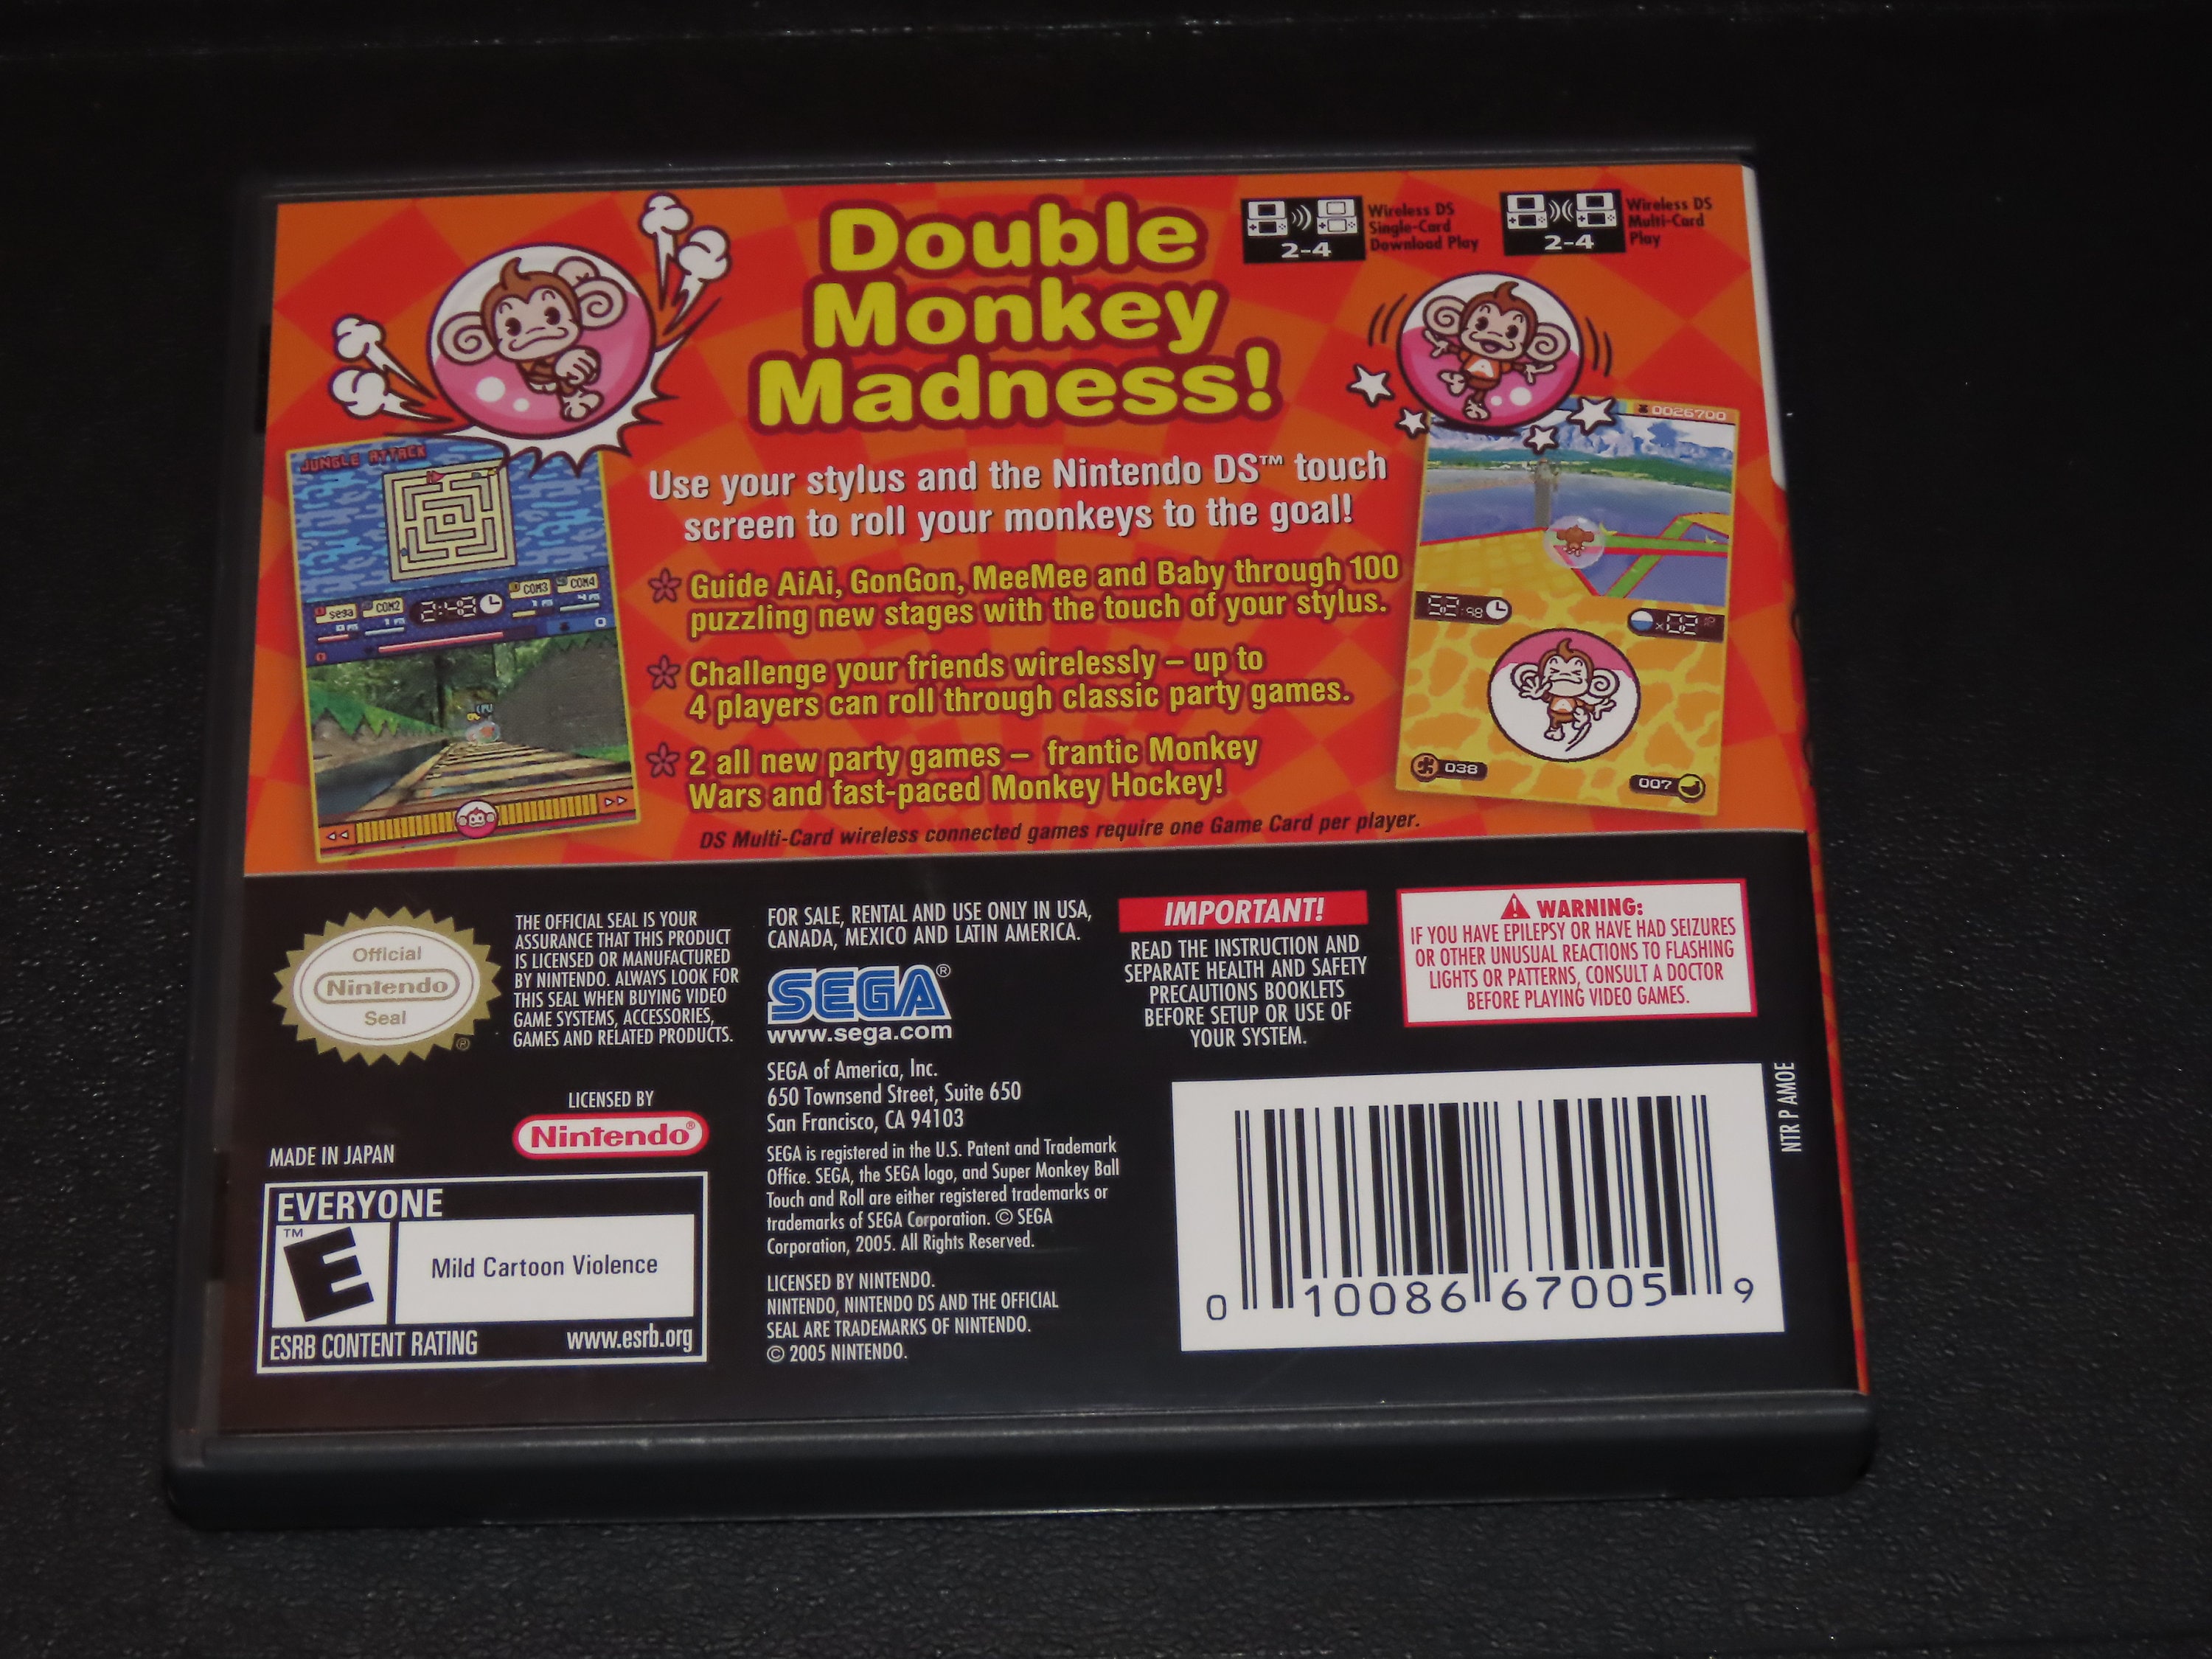 Double
Monkey
Madness!
2-4
Wireless DS
Single-Card
Download Play
2-4
Wireless DS
Multi-Card
Play
Use your stylus and the Nintendo DS™ touch
screen to roll your monkeys to the goal!
Guide AiAi, GonGon, MeeMee and Baby through 100
puzzling new stages with the touch of your stylus.
Challenge your friends wirelessly – up to
4 players can roll through classic party games.
2 all new party games – frantic Monkey
Wars and fast-paced Monkey Hockey!
DS Multi-Card wireless connected games require one Game Card per player.
JUNGLE ATTACK
sega
COM2
2:43
COM3
COM4
0
0026700
A
52:98
x02
038
007
Official
Nintendo
Seal
®
THE OFFICIAL SEAL IS YOUR
ASSURANCE THAT THIS PRODUCT
IS LICENSED OR MANUFACTURED
BY NINTENDO. ALWAYS LOOK FOR
THIS SEAL WHEN BUYING VIDEO
GAME SYSTEMS, ACCESSORIES,
GAMES AND RELATED PRODUCTS.
LICENSED BY
Nintendo®
MADE IN JAPAN
EVERYONE
™
E
Mild Cartoon Violence
ESRB CONTENT RATING www.esrb.org
FOR SALE, RENTAL AND USE ONLY IN USA,
CANADA, MEXICO AND LATIN AMERICA.
SEGA®
www.sega.com
SEGA of America, Inc.
650 Townsend Street, Suite 650
San Francisco, CA 94103
SEGA is registered in the U.S. Patent and Trademark
Office. SEGA, the SEGA logo, and Super Monkey Ball
Touch and Roll are either registered trademarks or
trademarks of SEGA Corporation. © SEGA
Corporation, 2005. All Rights Reserved.
LICENSED BY NINTENDO.
NINTENDO, NINTENDO DS AND THE OFFICIAL
SEAL ARE TRADEMARKS OF NINTENDO.
© 2005 NINTENDO.
IMPORTANT!
READ THE INSTRUCTION AND
SEPARATE HEALTH AND SAFETY
PRECAUTIONS BOOKLETS
BEFORE SETUP OR USE OF
YOUR SYSTEM.
WARNING:
IF YOU HAVE EPILEPSY OR HAVE HAD SEIZURES
OR OTHER UNUSUAL REACTIONS TO FLASHING
LIGHTS OR PATTERNS, CONSULT A DOCTOR
BEFORE PLAYING VIDEO GAMES.
NTR P AMOE
0 10086 67005 9